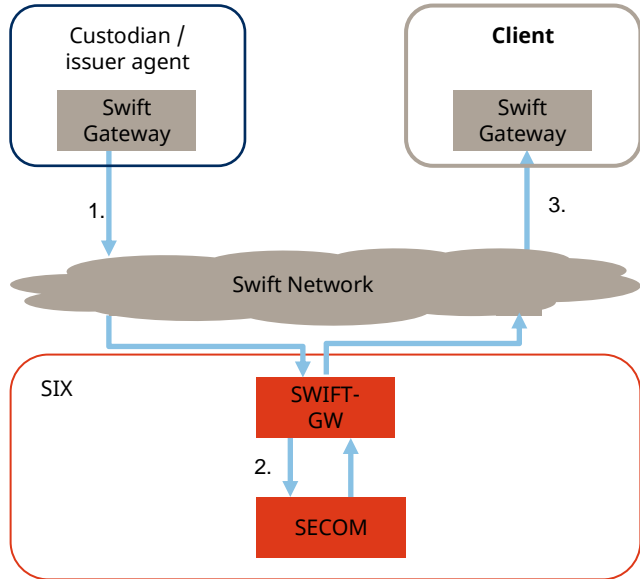 Custodian /
issuer agent
Swift
Gateway
Client
Swift
Gateway
1.
3.
Swift Network
SIX
SWIFT-
GW
2.
SECOM